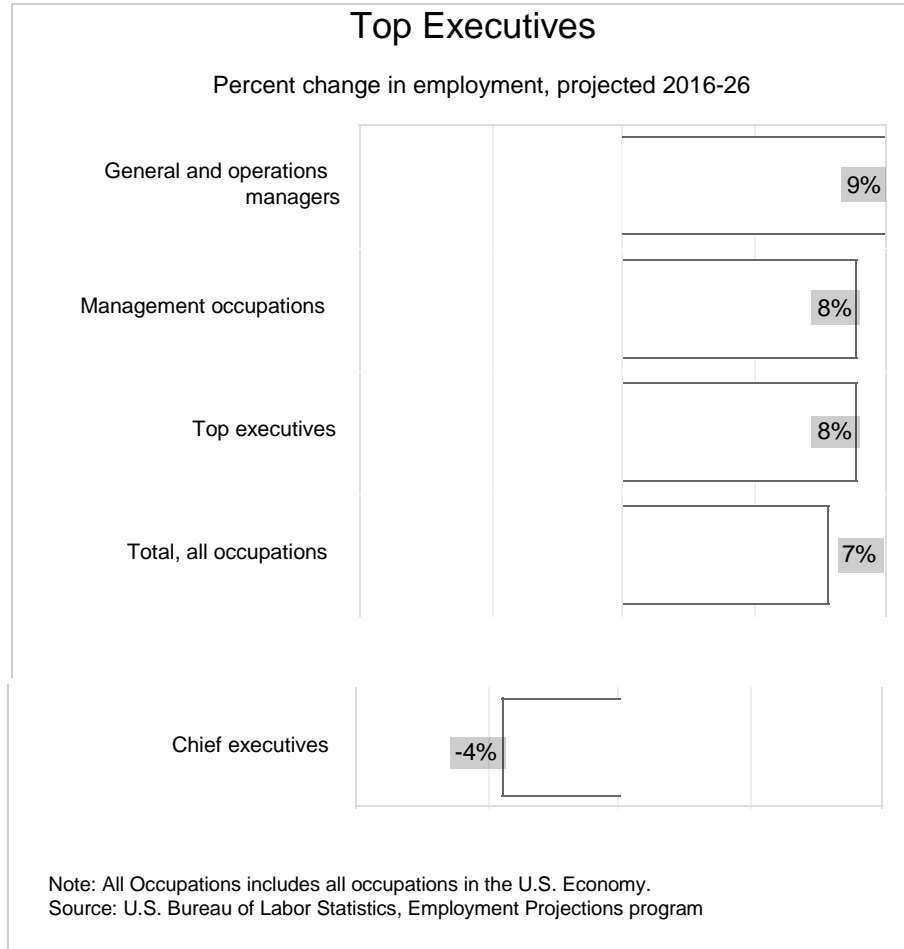 Top Executives
Percent change in employment, projected 2016-26
General and operations
managers
9%
Management occupations
8%
Top executives
8%
Total, all occupations
7%
Chief executives
-4%
Note: All Occupations includes all occupations in the U.S. Economy.
Source: U.S. Bureau of Labor Statistics, Employment Projections program